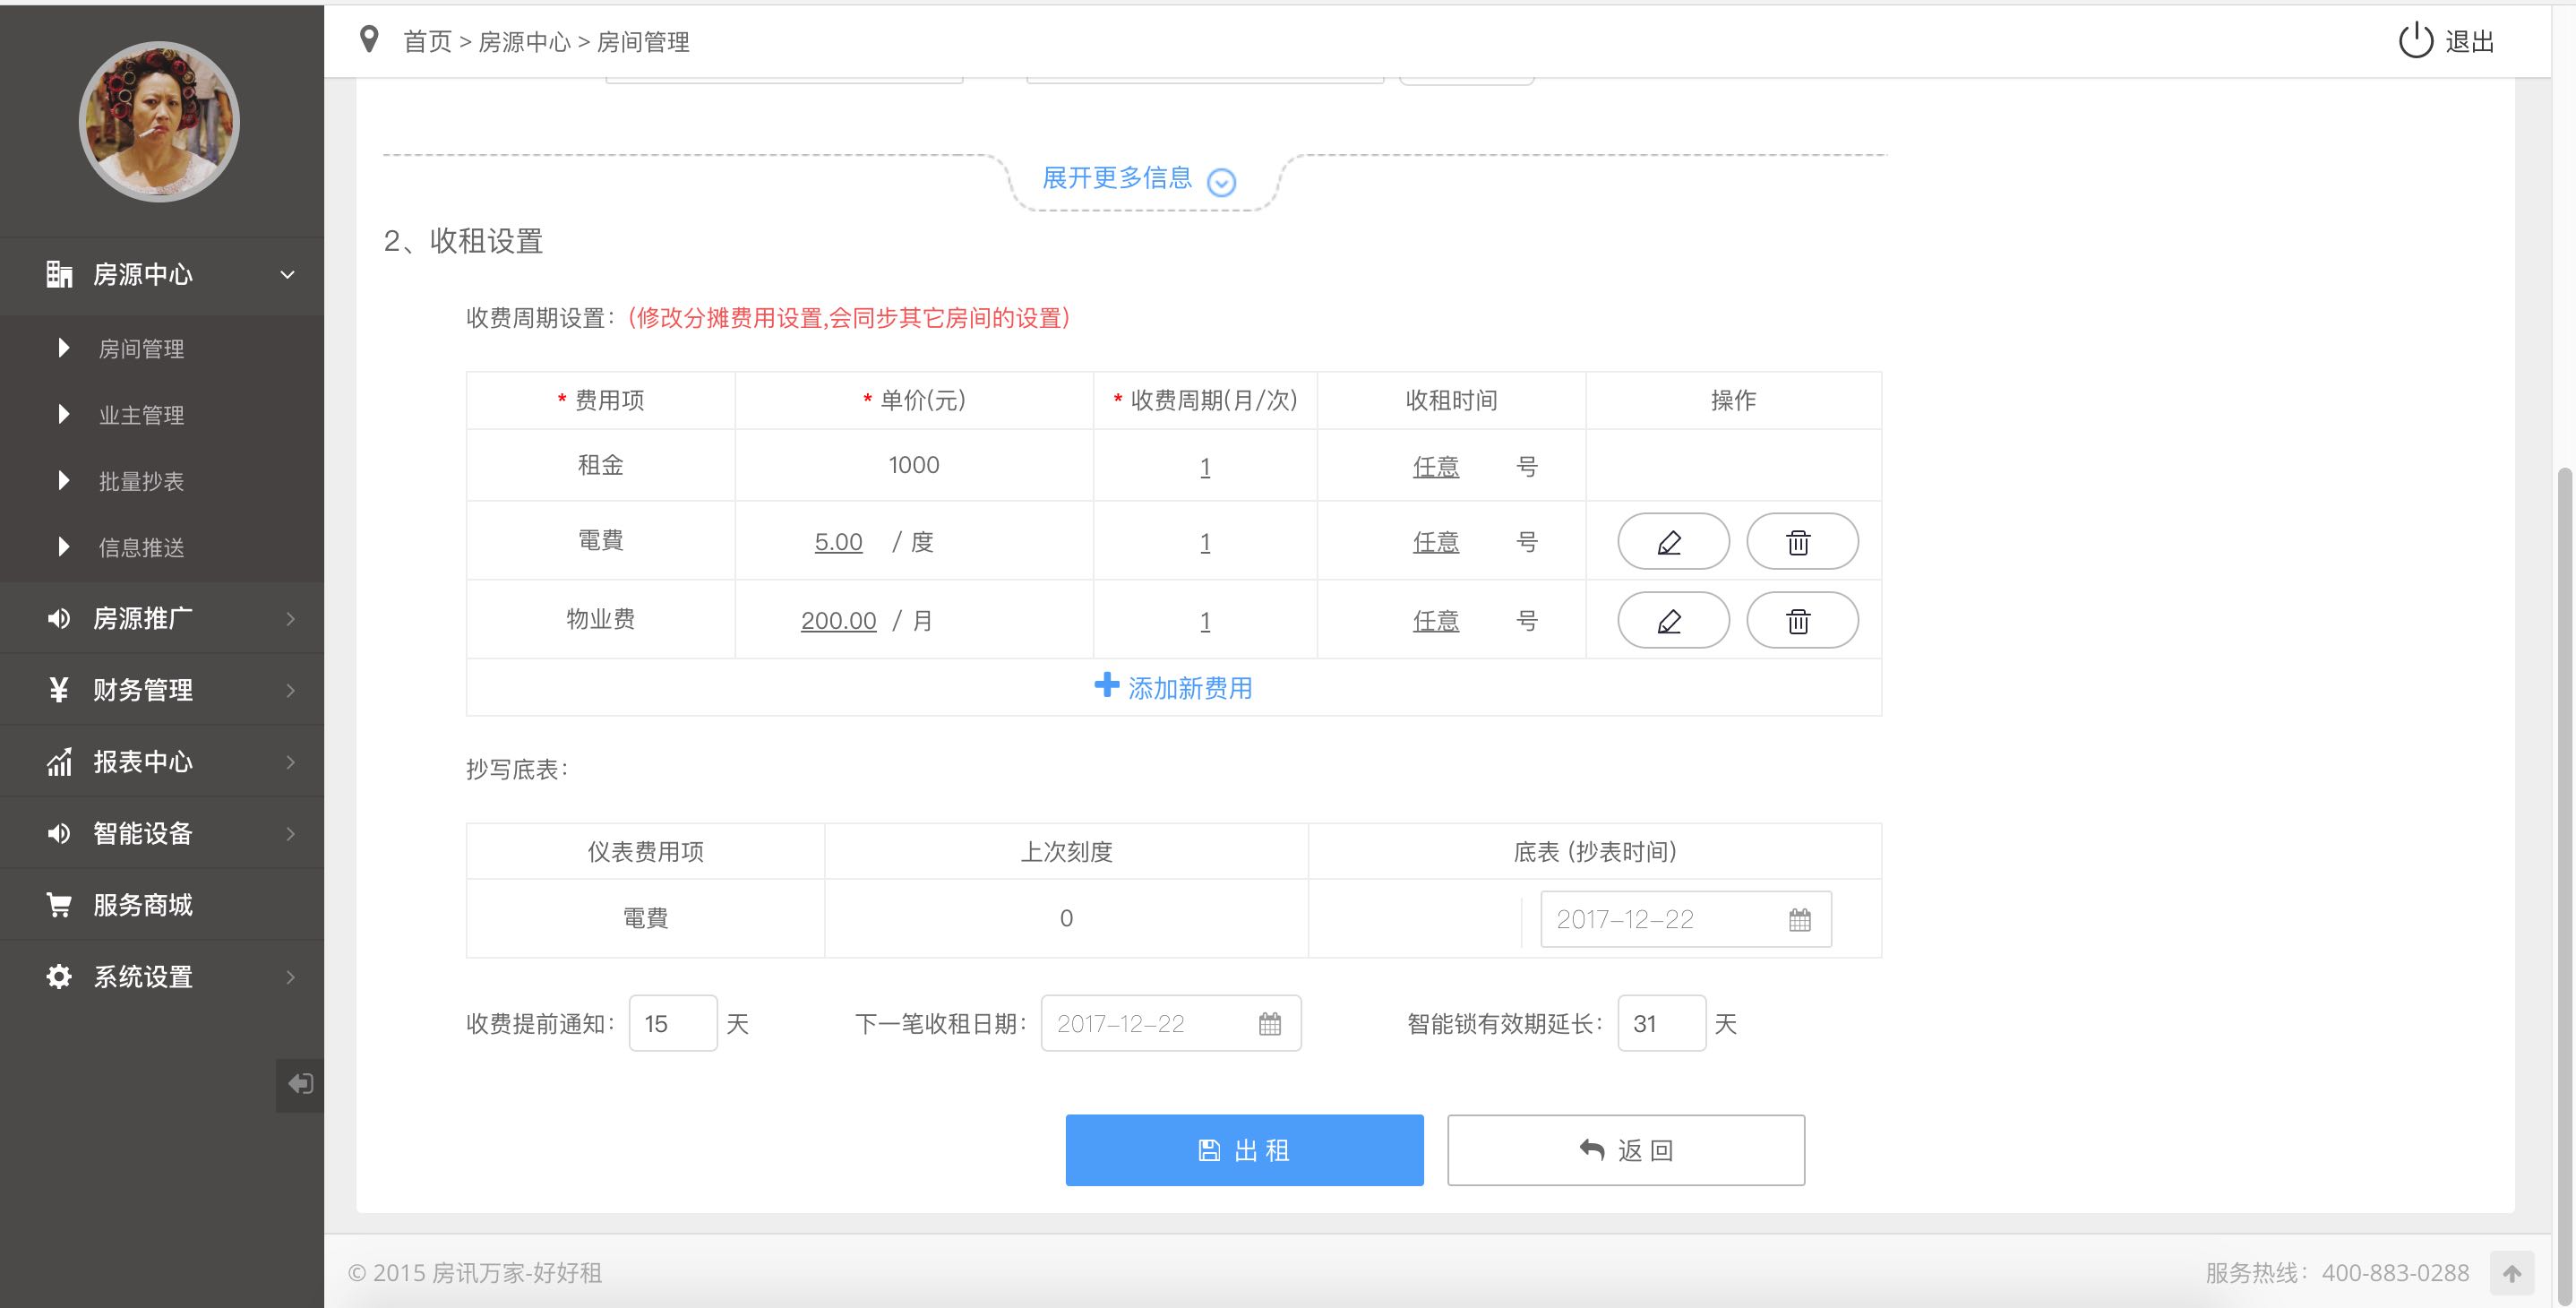 首页 > 房源中心 > 房间管理
退出
房源中心
房间管理
业主管理
批量抄表
信息推送
房源推广
财务管理
报表中心
智能设备
服务商城
系统设置
展开更多信息
2、收租设置
收费周期设置：(修改分摊费用设置,会同步其它房间的设置)
* 费用项 * 单价(元) * 收费周期(月/次) 收租时间 操作
租金 1000 1 任意 号
電費 5.00 / 度 1 任意 号
物业费 200.00 / 月 1 任意 号
添加新费用
抄写底表：
仪表费用项 上次刻度 底表 (抄表时间)
電費 0 2017-12-22
收费提前通知： 15 天 下一笔收租日期： 2017-12-22 智能锁有效期延长： 31 天
出 租 返 回
© 2015 房讯万家-好好租 服务热线：400-883-0288